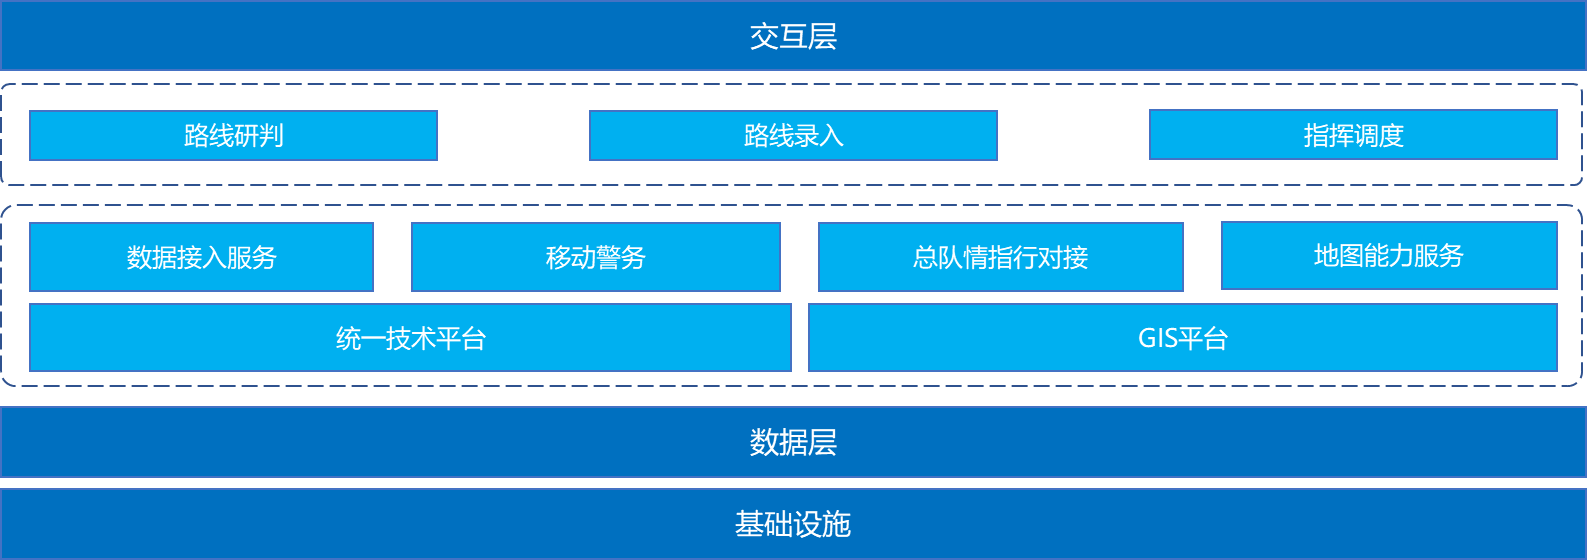 交互层
路线研判
路线录入
指挥调度
数据接入服务
移动警务
总队情指行对接
地图能力服务
统一技术平台
GIS平台
数据层
基础设施